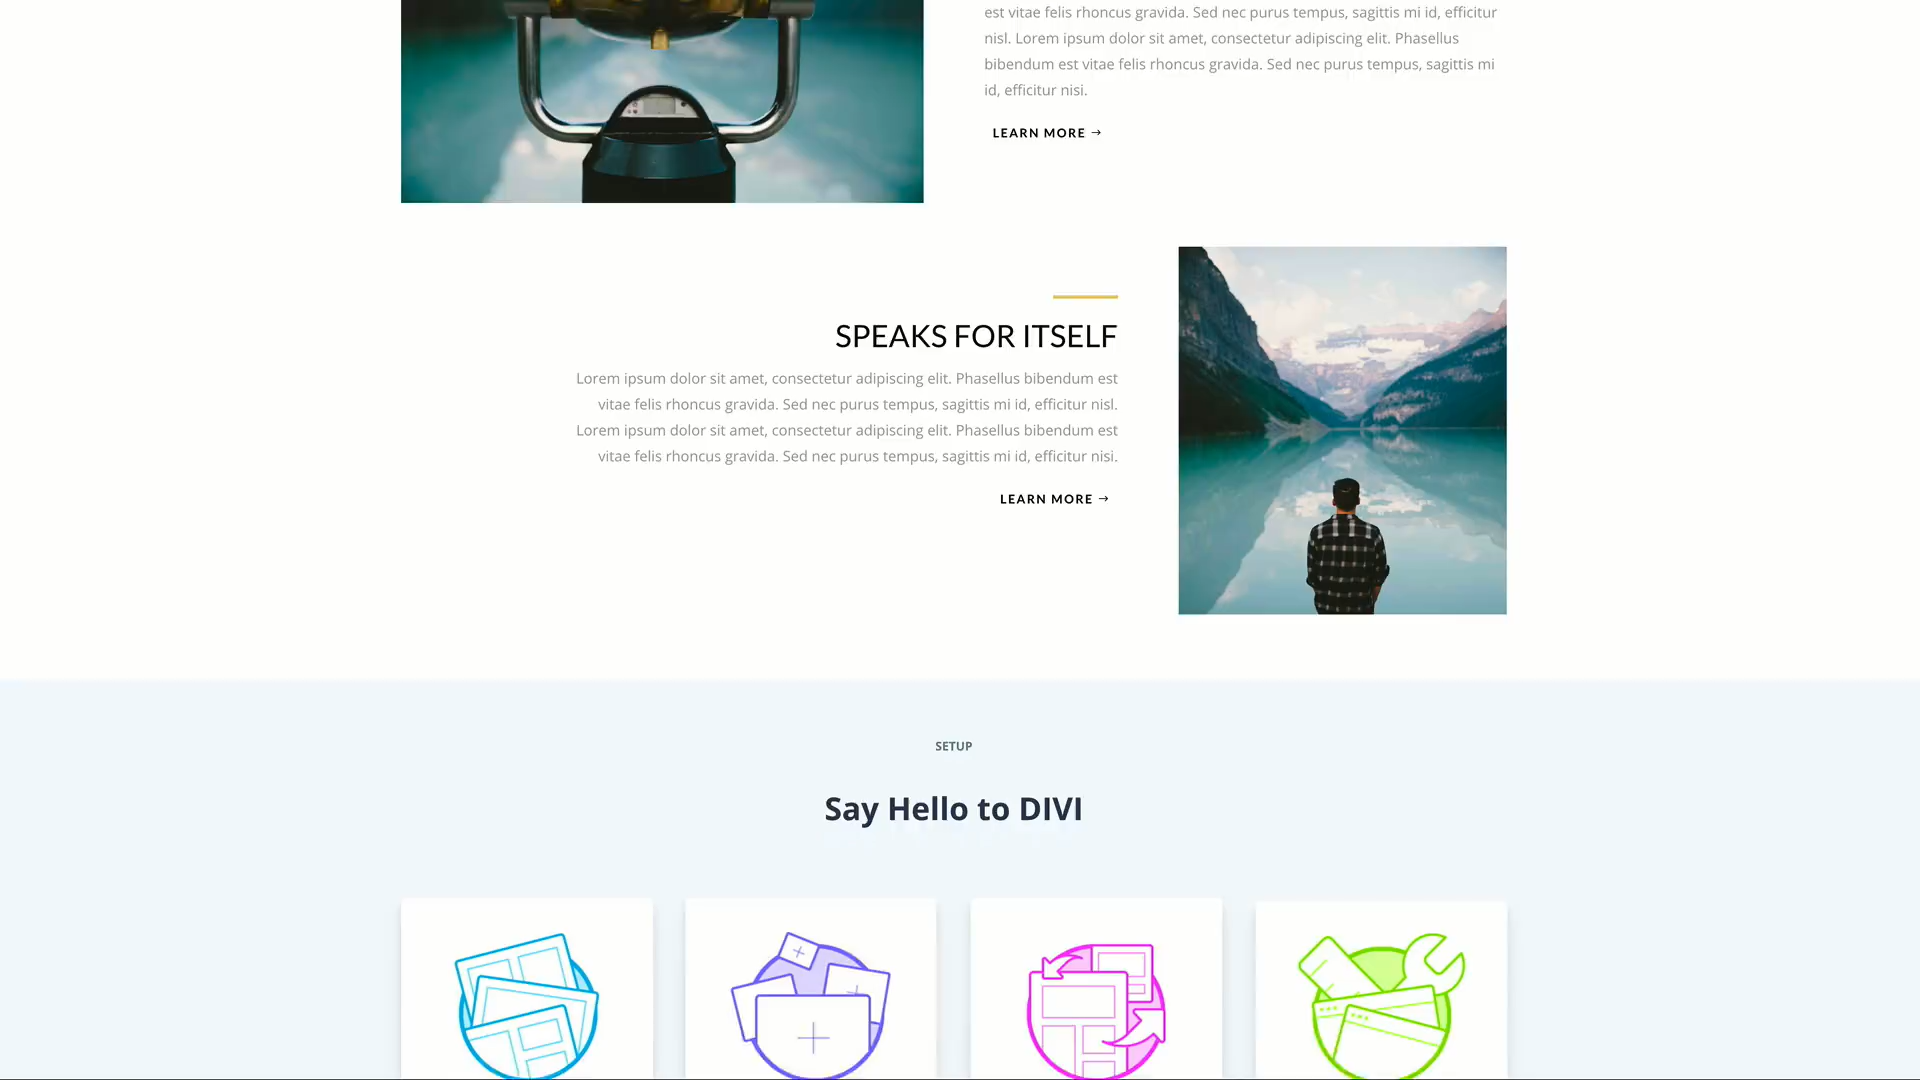 est vitae felis rhoncus gravida. Sed nec purus tempus, sagittis mi id, efficitur
nisl. Lorem ipsum dolor sit amet, consectetur adipiscing elit. Phasellus
bibendum est vitae felis rhoncus gravida. Sed nec purus tempus, sagittis mi
id, efficitur nisi.
LEARN MORE →
SPEAKS FOR ITSELF
Lorem ipsum dolor sit amet, consectetur adipiscing elit. Phasellus bibendum est
vitae felis rhoncus gravida. Sed nec purus tempus, sagittis mi id, efficitur nisl.
Lorem ipsum dolor sit amet, consectetur adipiscing elit. Phasellus bibendum est
vitae felis rhoncus gravida. Sed nec purus tempus, sagittis mi id, efficitur nisi.
LEARN MORE →
SETUP
Say Hello to DIVI